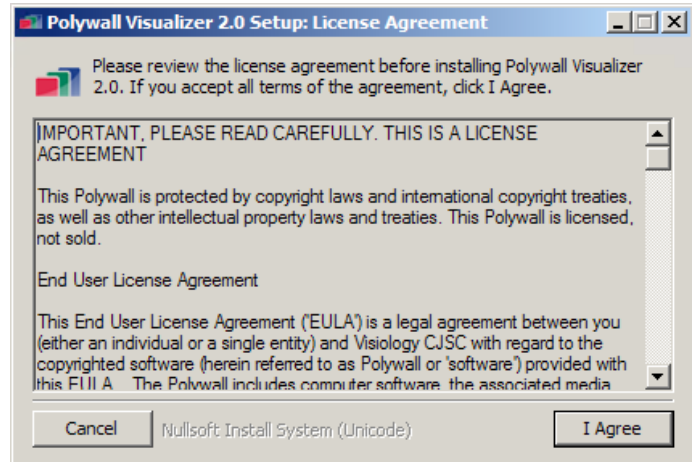 Polywall Visualizer 2.0 Setup: License Agreement
Please review the license agreement before installing Polywall Visualizer
2.0. If you accept all terms of the agreement, click I Agree.
IMPORTANT, PLEASE READ CAREFULLY. THIS IS A LICENSE
AGREEMENT
This Polywall is protected by copyright laws and international copyright treaties,
as well as other intellectual property laws and treaties. This Polywall is licensed,
not sold.
End User License Agreement
This End User License Agreement ('EULA') is a legal agreement between you
(either an individual or a single entity) and Visiology CJSC with regard to the
copyrighted software (herein referred to as Polywall or 'software') provided with
this EULA. The Polywall includes computer software, the associated media
Cancel
Nullsoft Install System (Unicode)
I Agree